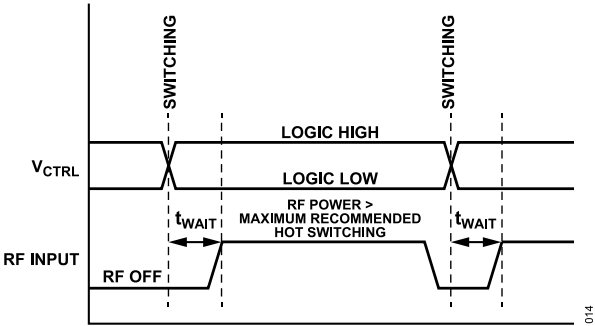 SWITCHING
SWITCHING
LOGIC HIGH
VCTRL
LOGIC LOW
RF POWER >
MAXIMUM RECOMMENDED
HOT SWITCHING
tWAIT
tWAIT
RF INPUT
RF OFF
014